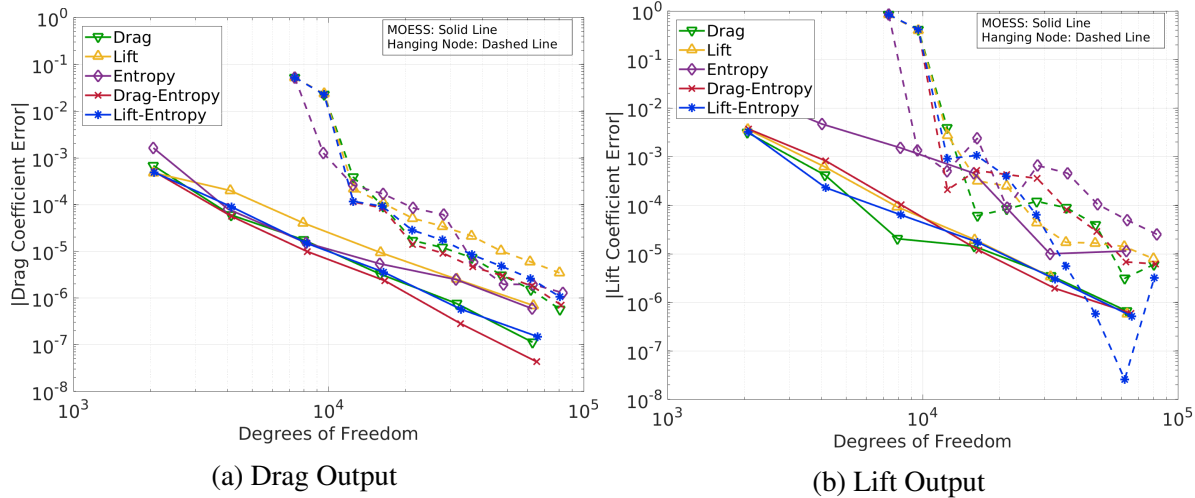 MOESS: Solid Line
Hanging Node: Dashed Line
Drag
Lift
Entropy
Drag-Entropy
Lift-Entropy
|Drag Coefficient Error|
10^0
10^-1
10^-2
10^-3
10^-4
10^-5
10^-6
10^-7
10^-8
10^3
10^4
10^5
Degrees of Freedom
(a) Drag Output
MOESS: Solid Line
Hanging Node: Dashed Line
Drag
Lift
Entropy
Drag-Entropy
Lift-Entropy
|Lift Coefficient Error|
10^0
10^-1
10^-2
10^-3
10^-4
10^-5
10^-6
10^-7
10^-8
10^3
10^4
10^5
Degrees of Freedom
(b) Lift Output